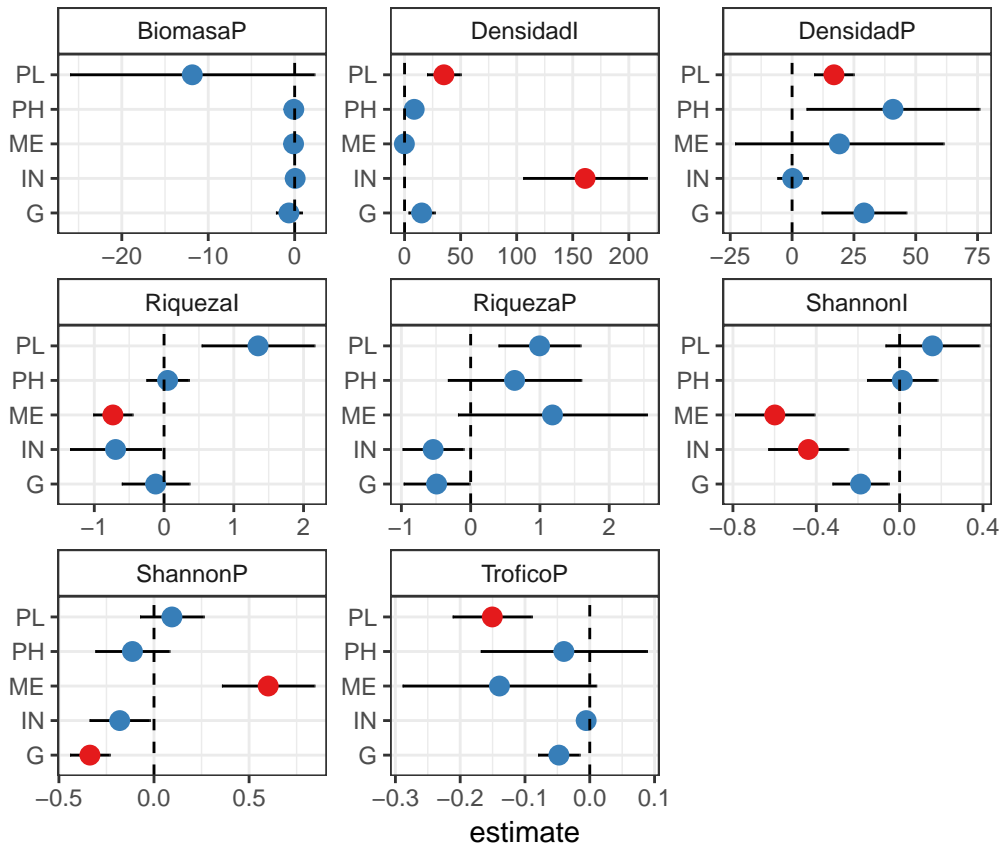 BiomasaP DensidadI DensidadP
PL PL PL
PH PH PH
ME ME ME
IN IN IN
G G G
−20 −10 0 0 50 100 150 200 −25 0 25 50 75
RiquezaI RiquezaP ShannonI
PL PL PL
PH PH PH
ME ME ME
IN IN IN
G G G
−1 0 1 2 −1 0 1 2 −0.8 −0.4 0.0 0.4
ShannonP TroficoP
PL PL
PH PH
ME ME
IN IN
G G
−0.5 0.0 0.5 −0.3 −0.2 −0.1 0.0 0.1
estimate